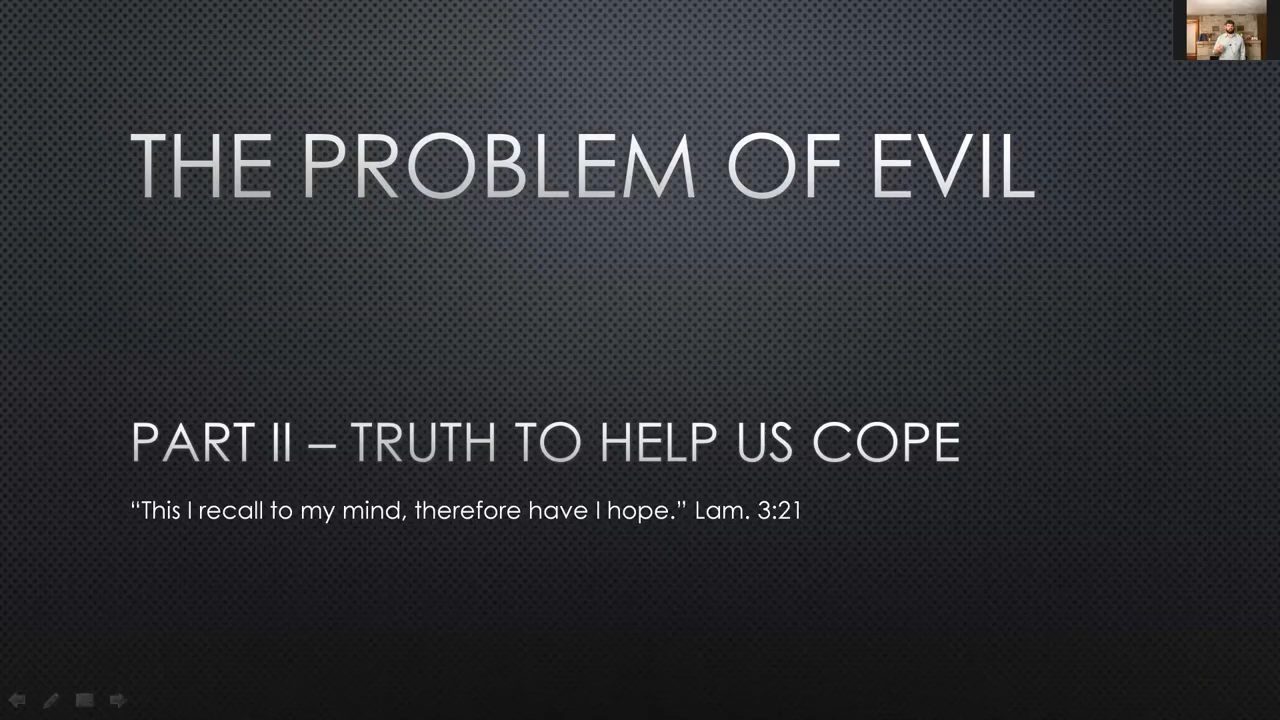 THE PROBLEM OF EVIL
PART II – TRUTH TO HELP US COPE
“This I recall to my mind, therefore have I hope.” Lam. 3:21